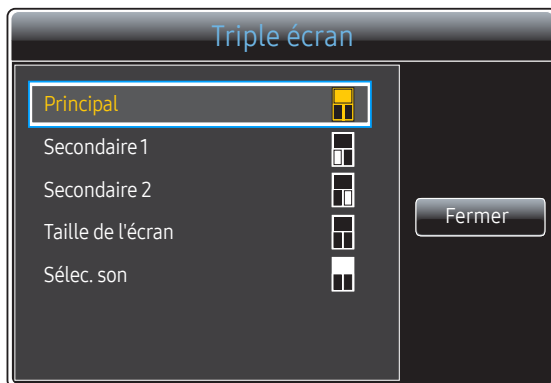 Triple écran
Principal
Secondaire 1
Secondaire 2
Taille de l'écran
Sélec. son
Fermer